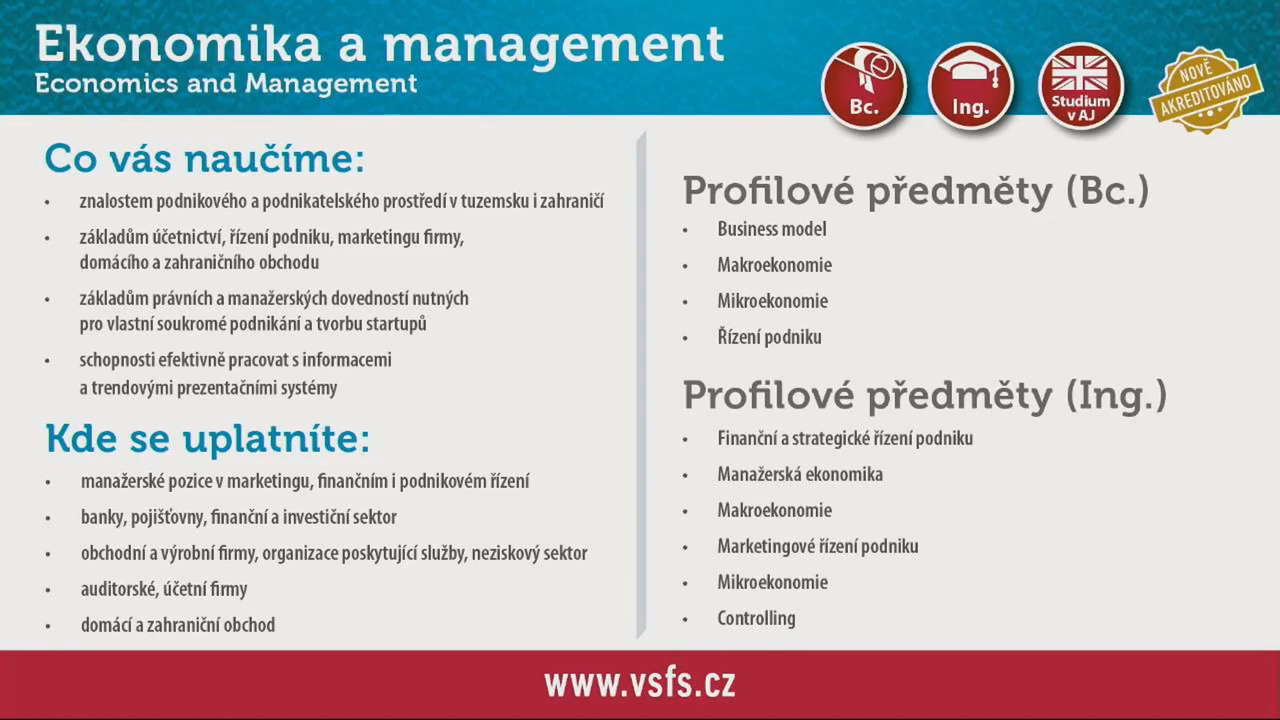 Ekonomika a management
Economics and Management
Bc.
Ing.
Studium
v AJ
NOVĚ
AKREDITOVÁNO
Co vás naučíme:
• znalostem podnikového a podnikatelského prostředí v tuzemsku i zahraničí
• základům účetnictví, řízení podniku, marketingu firmy,
domácího a zahraničního obchodu
• základům právních a manažerských dovedností nutných
pro vlastní soukromé podnikání a tvorbu startupů
• schopnosti efektivně pracovat s informacemi
a trendovými prezentačními systémy
Kde se uplatníte:
• manažerské pozice v marketingu, finančním i podnikovém řízení
• banky, pojišťovny, finanční a investiční sektor
• obchodní a výrobní firmy, organizace poskytující služby, neziskový sektor
• auditorské, účetní firmy
• domácí a zahraniční obchod
Profilové předměty (Bc.)
• Business model
• Makroekonomie
• Mikroekonomie
• Řízení podniku
Profilové předměty (Ing.)
• Finanční a strategické řízení podniku
• Manažerská ekonomika
• Makroekonomie
• Marketingové řízení podniku
• Mikroekonomie
• Controlling
www.vsfs.cz